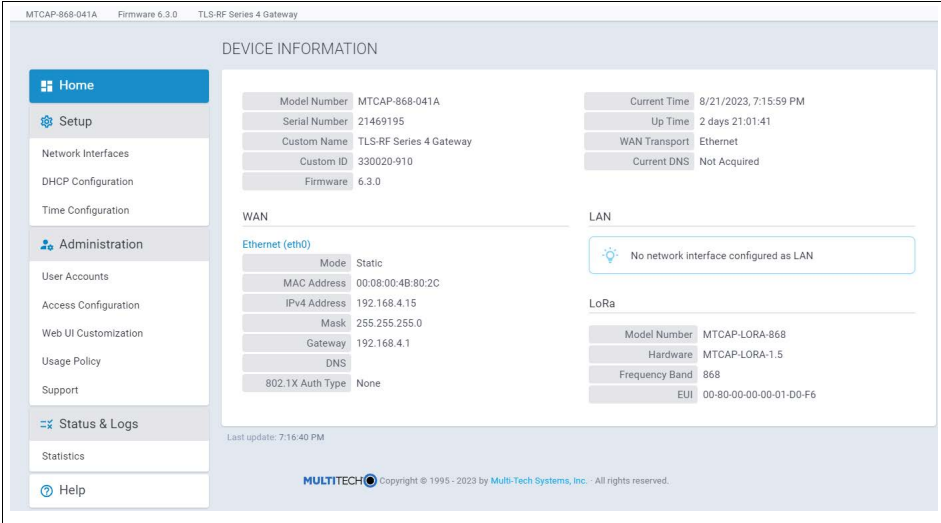 MTCAP-868-041A Firmware 6.3.0 TLS-RF Series 4 Gateway
DEVICE INFORMATION
Home
Setup
Network Interfaces
DHCP Configuration
Time Configuration
Administration
User Accounts
Access Configuration
Web UI Customization
Usage Policy
Support
Status & Logs
Statistics
Help
Model Number MTCAP-868-041A
Serial Number 21469195
Custom Name TLS-RF Series 4 Gateway
Custom ID 330020-910
Firmware 6.3.0
Current Time 8/21/2023, 7:15:59 PM
Up Time 2 days 21:01:41
WAN Transport Ethernet
Current DNS Not Acquired
WAN
Ethernet (eth0)
Mode Static
MAC Address 00:08:00:4B:80:2C
IPv4 Address 192.168.4.15
Mask 255.255.255.0
Gateway 192.168.4.1
DNS
802.1X Auth Type None
LAN
No network interface configured as LAN
LoRa
Model Number MTCAP-LORA-868
Hardware MTCAP-LORA-1.5
Frequency Band 868
EUI 00-80-00-00-00-01-D0-F6
Last update: 7:16:40 PM
MULTITECH Copyright © 1995 - 2023 by Multi-Tech Systems, Inc. - All rights reserved.